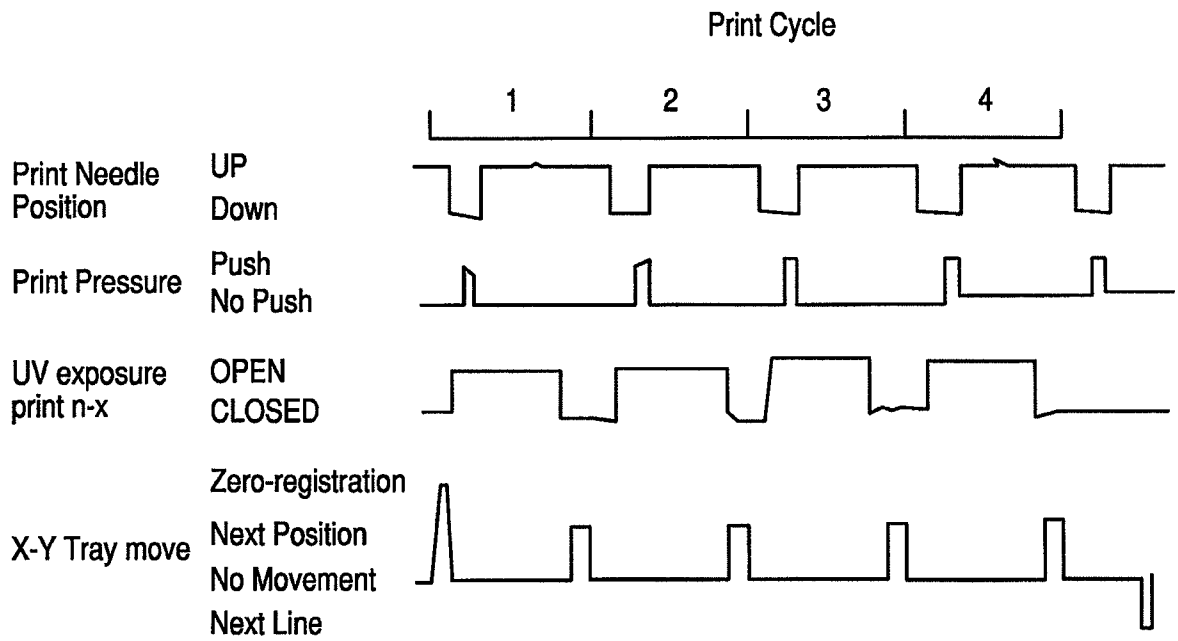 Print Cycle
1 2 3 4
Print Needle
Position
UP
Down
Print Pressure
Push
No Push
UV exposure
print n-x
OPEN
CLOSED
X-Y Tray move
Zero-registration
Next Position
No Movement
Next Line